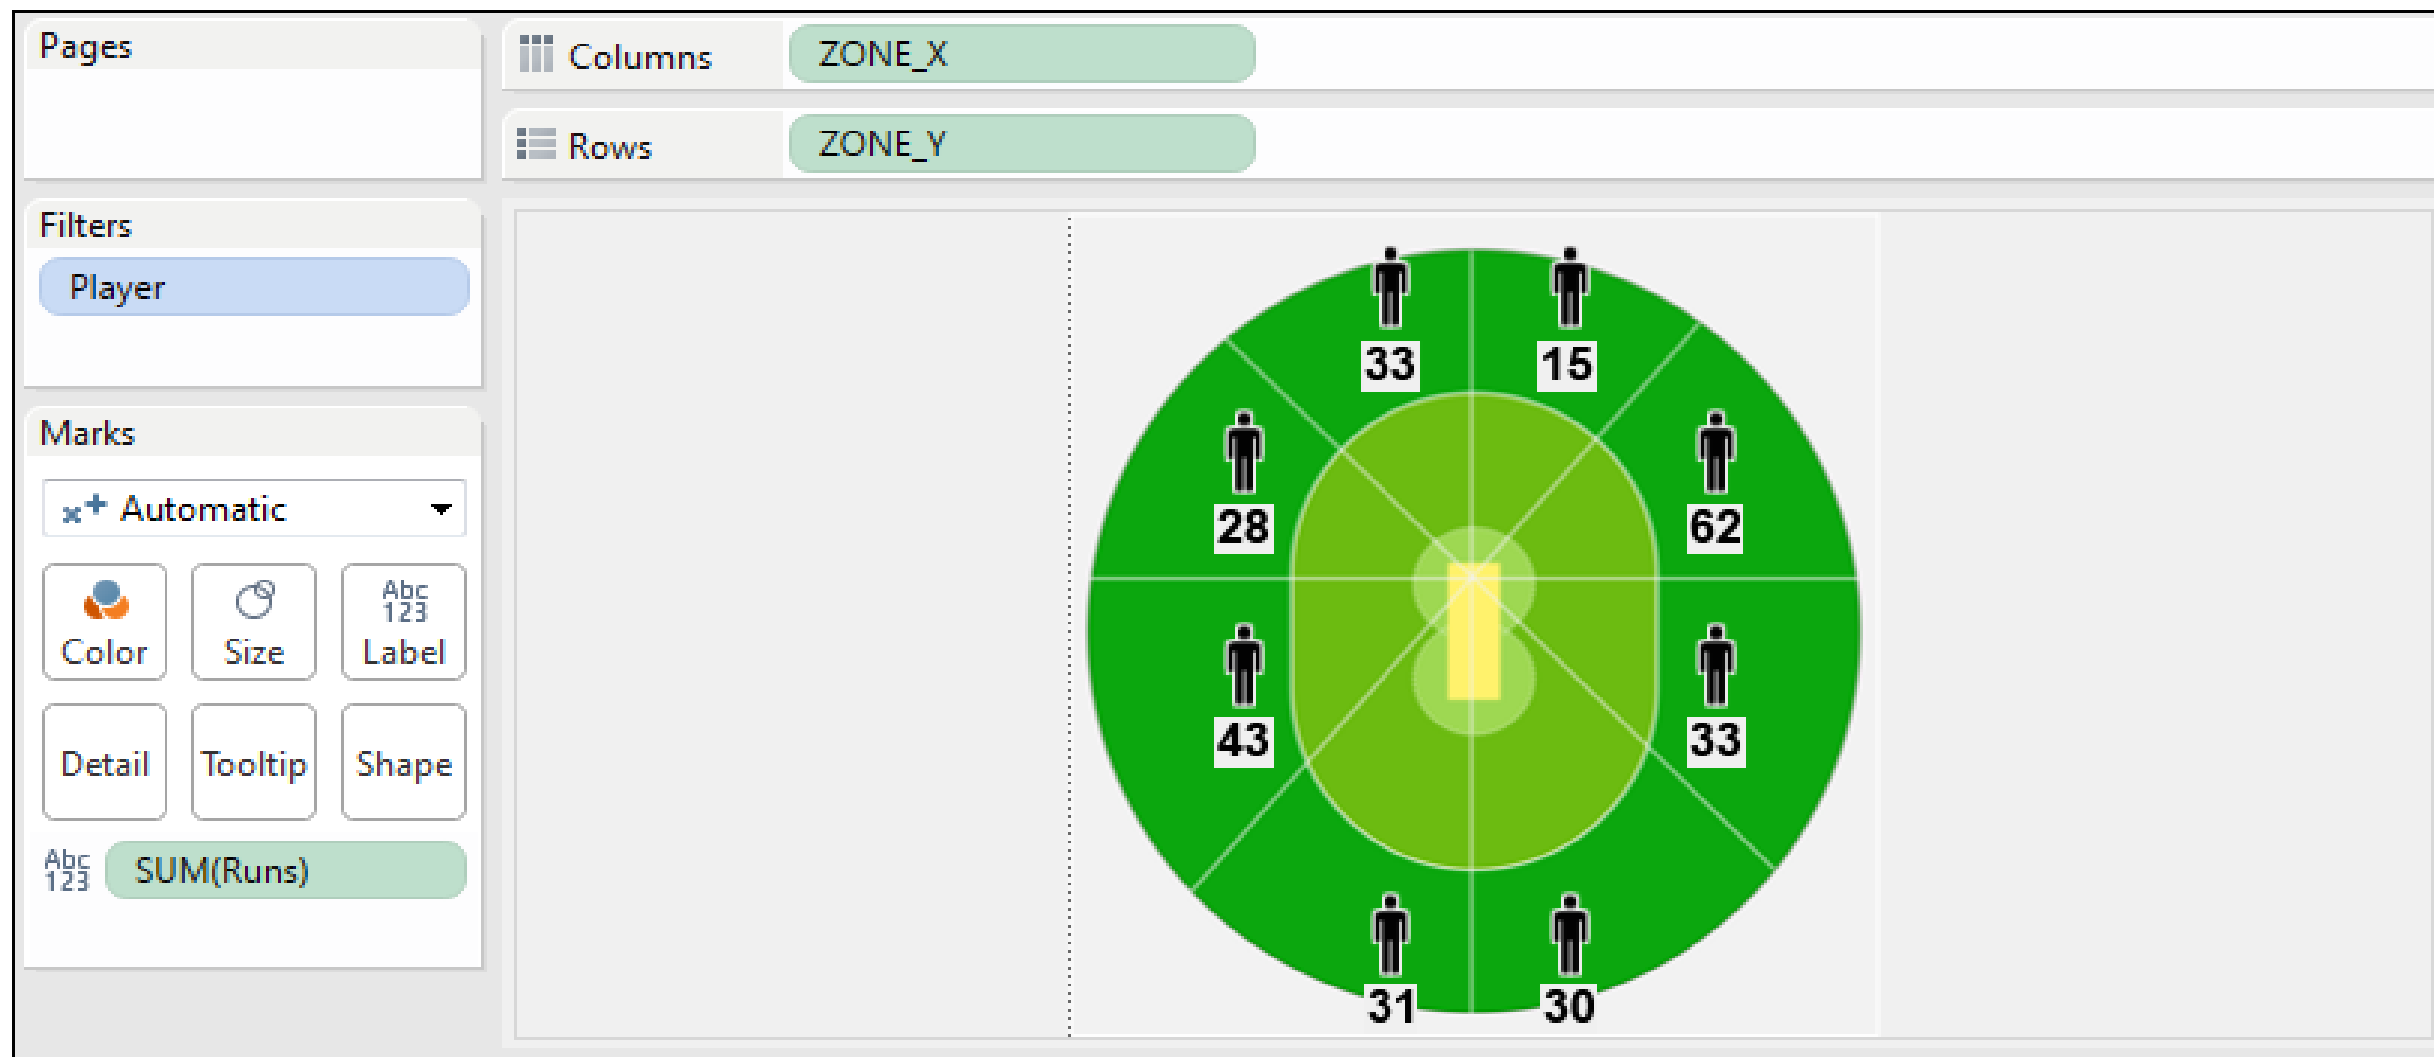 Pages
Columns ZONE_X
Rows ZONE_Y
Filters
Player
Marks
Automatic
Color Size Abc 123 Label
Detail Tooltip Shape
Abc 123 SUM(Runs)
33 15
28 62
43 33
31 30